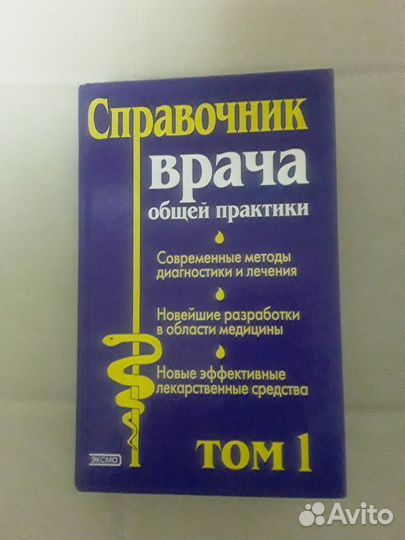 Справочник
врача
общей практики
Современные методы
диагностики и лечения
Новейшие разработки
в области медицины
Новые эффективные
лекарственные средства
ЭКСМО
ТОМ 1
Avito